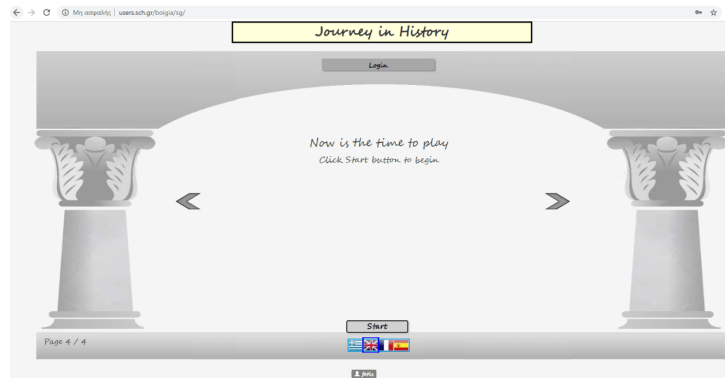 Μη ασφαλής | users.sch.gr/boigia/sg/
Journey in History
Login
Now is the time to play
Click Start button to begin
Start
Page 4 / 4